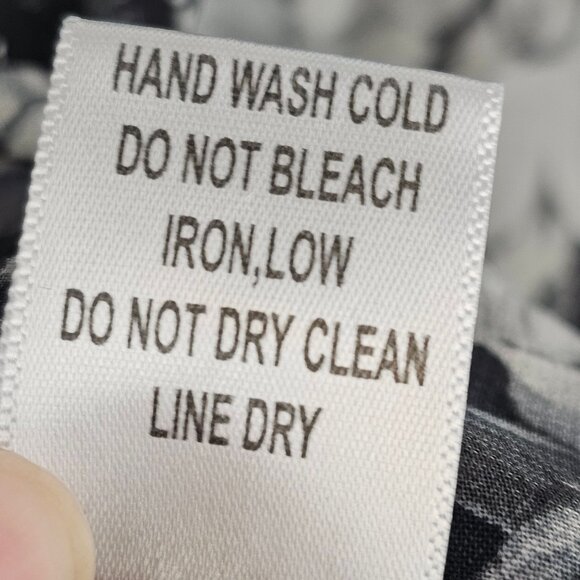 HAND WASH COLD
DO NOT BLEACH
IRON,LOW
DO NOT DRY CLEAN
LINE DRY